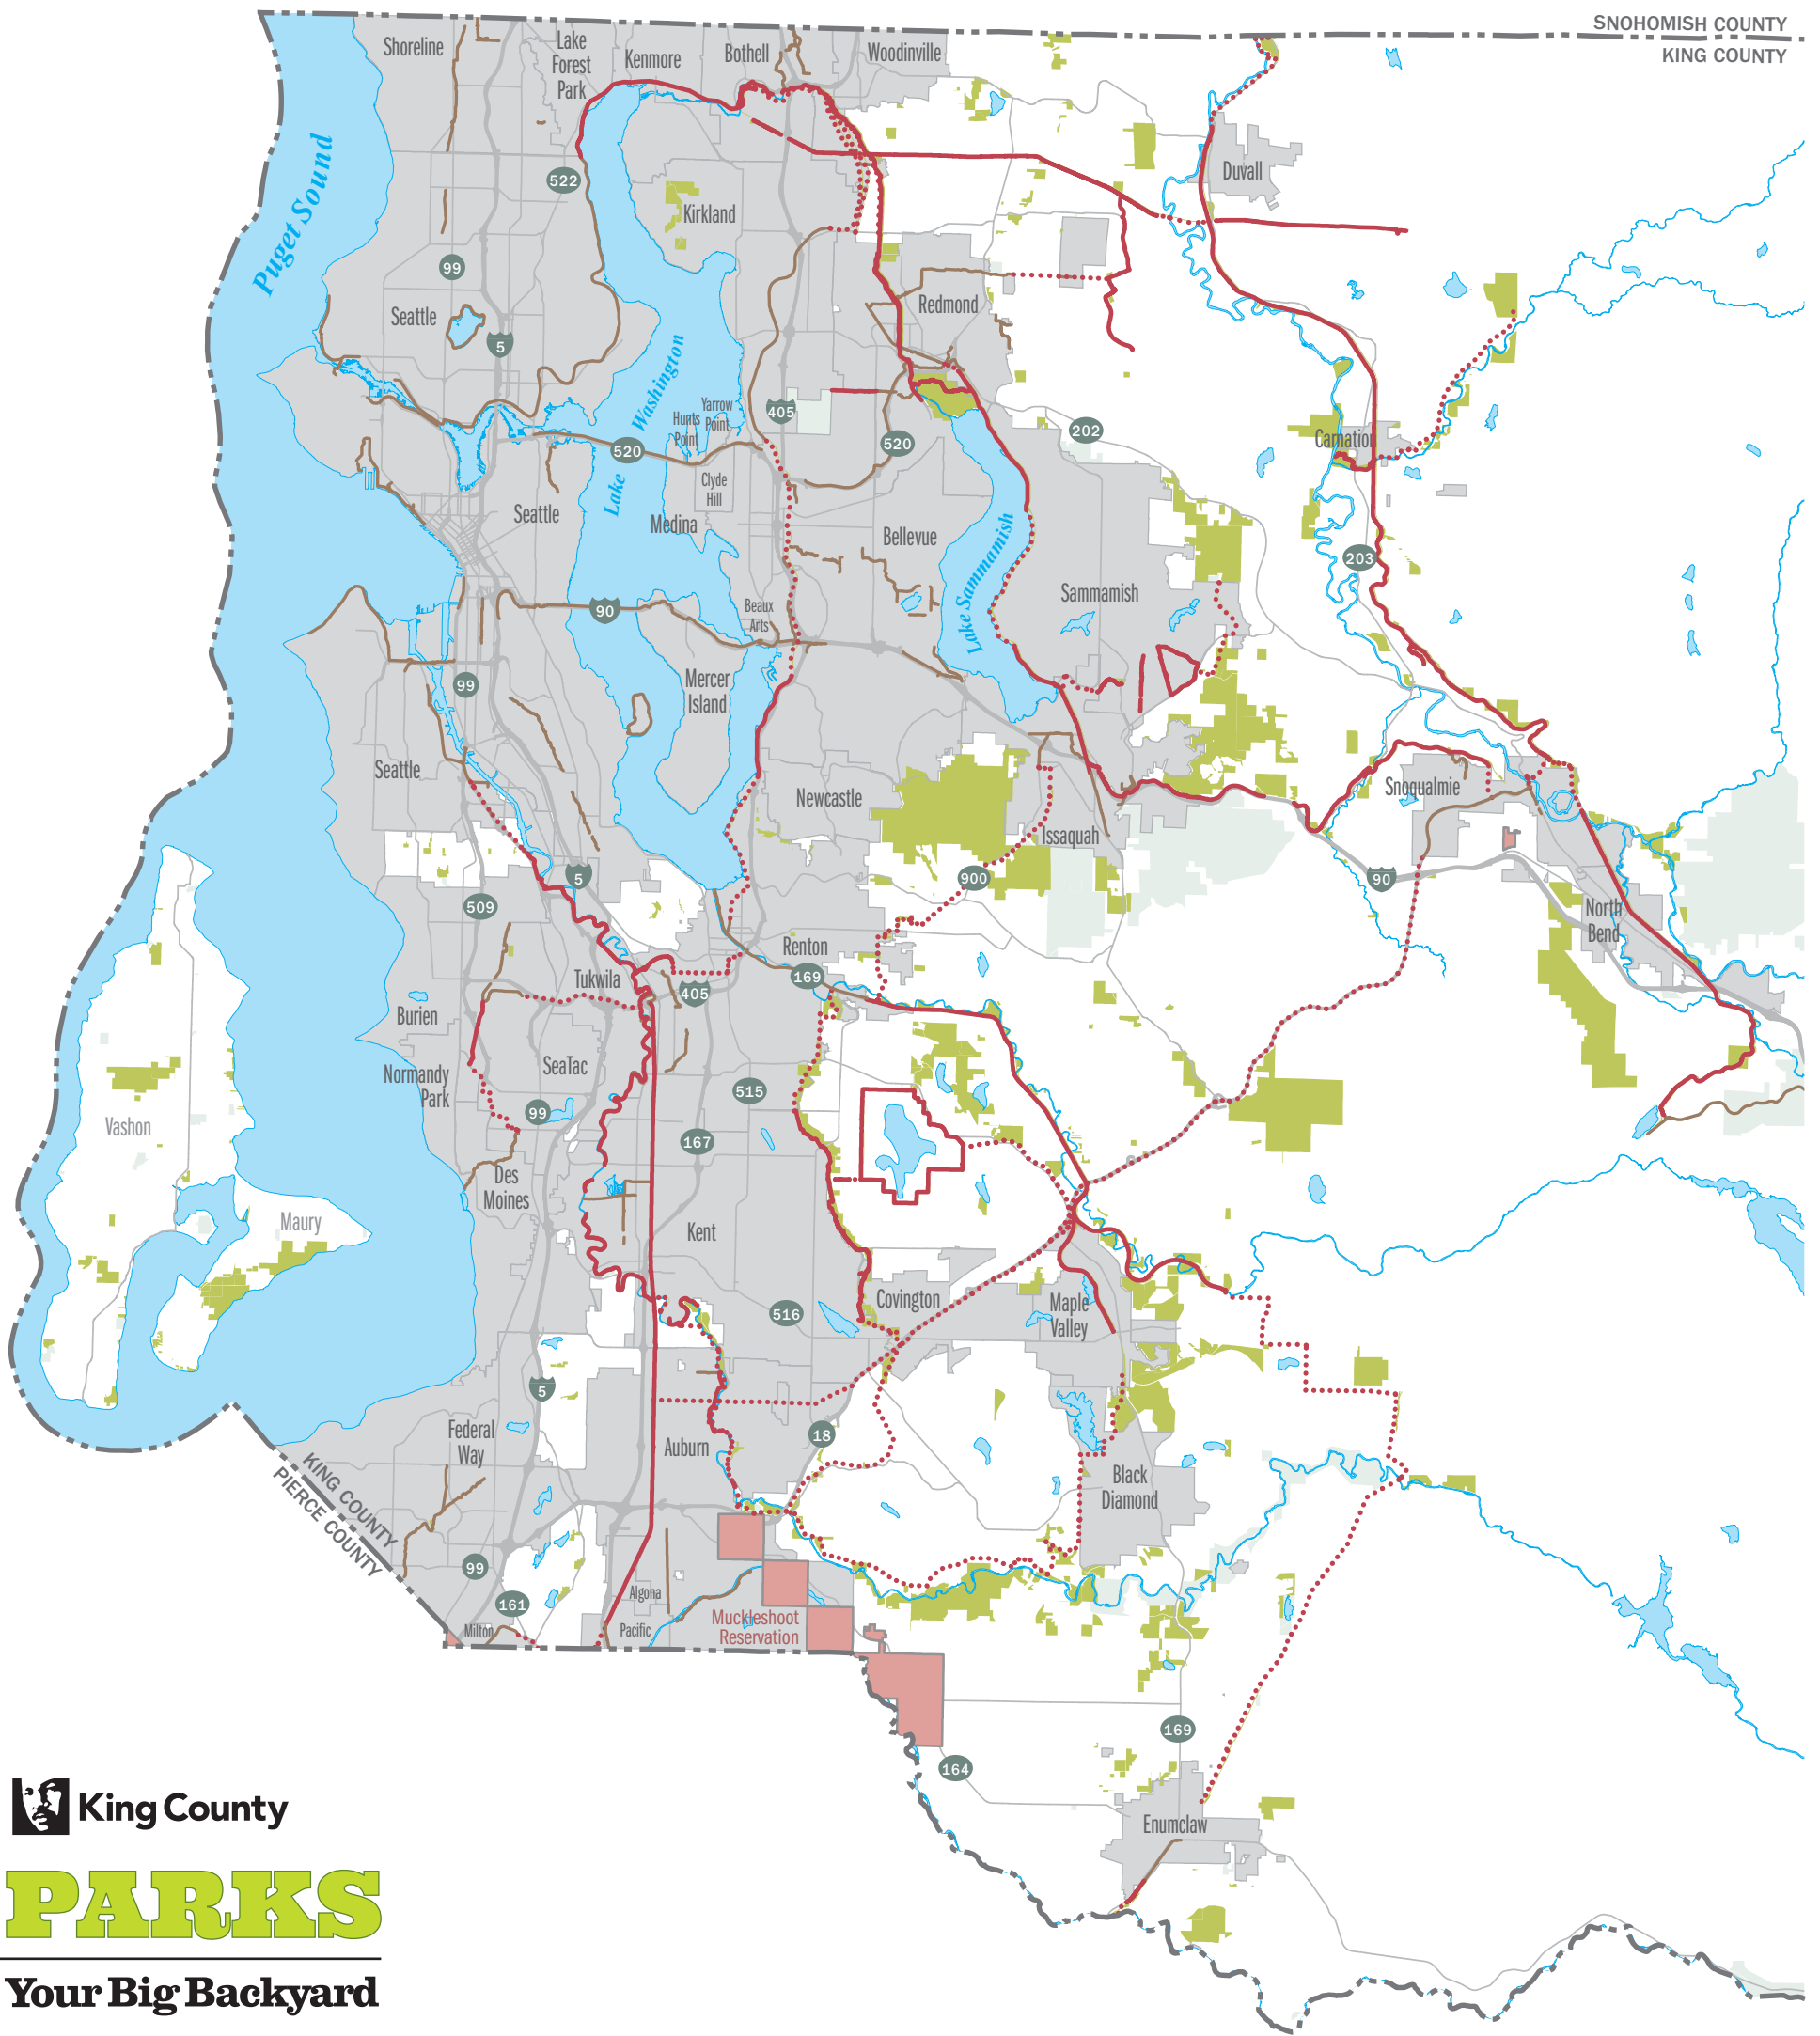 SNOHOMISH COUNTY
KING COUNTY
Shoreline
Lake
Forest
Park
Kenmore
Bothell
Woodinville
Puget Sound
522
Duvall
Kirkland
99
Seattle
5
Redmond
Lake Washington
405
Hunts
Point
Yarrow
Point
520
520
202
Carnation
Clyde
Hill
Seattle
Medina
Bellevue
Lake Sammamish
203
Sammamish
90
Beaux
Arts
99
Mercer
Island
Seattle
Newcastle
Snoqualmie
Issaquah
5
900
90
509
North
Bend
Renton
Tukwila
169
405
Burien
SeaTac
Normandy
Park
515
99
Vashon
167
Des
Moines
Maury
Kent
Covington
Maple
Valley
516
5
Federal
Way
18
Auburn
Black
Diamond
KING COUNTY
PIERCE COUNTY
99
161
Algona
Milton
Pacific
Muckleshoot
Reservation
169
164
Enumclaw
King County
PARKS
Your Big Backyard